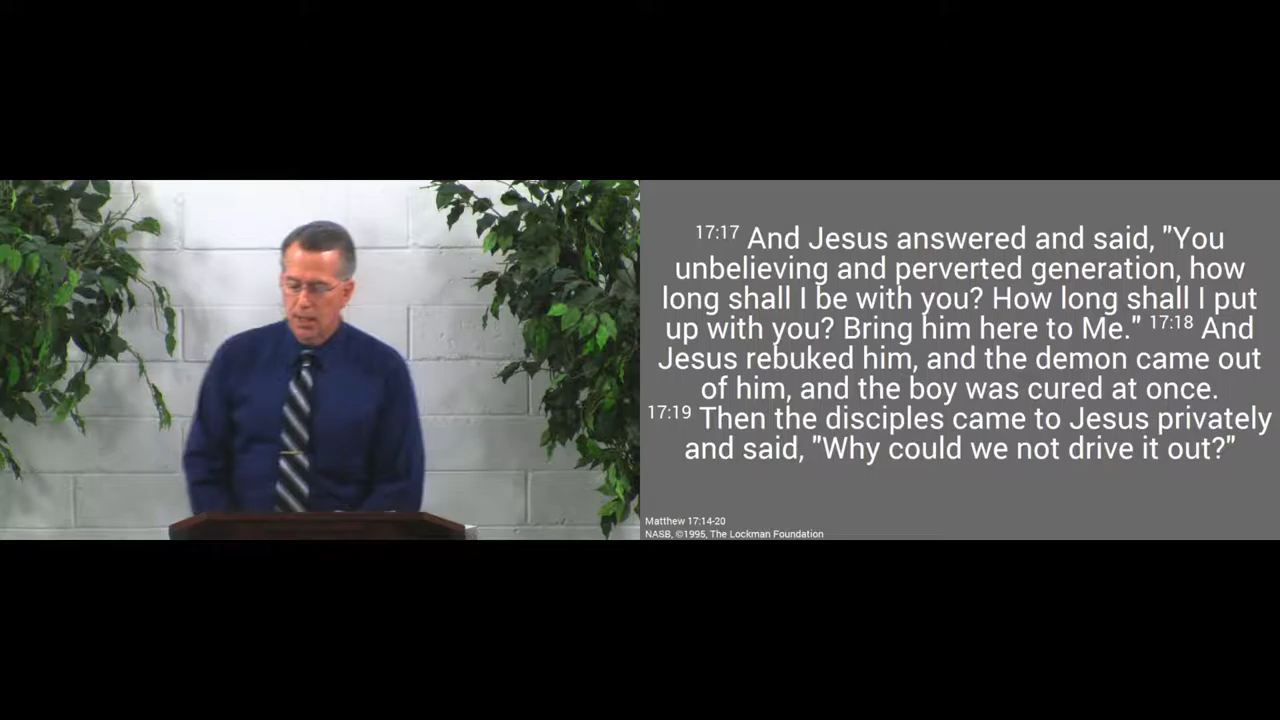 17:17 And Jesus answered and said, "You
unbelieving and perverted generation, how
long shall I be with you? How long shall I put
up with you? Bring him here to Me." 17:18 And
Jesus rebuked him, and the demon came out
of him, and the boy was cured at once.
17:19 Then the disciples came to Jesus privately
and said, "Why could we not drive it out?"
Matthew 17:14-20
NASB, ©1995, The Lockman Foundation